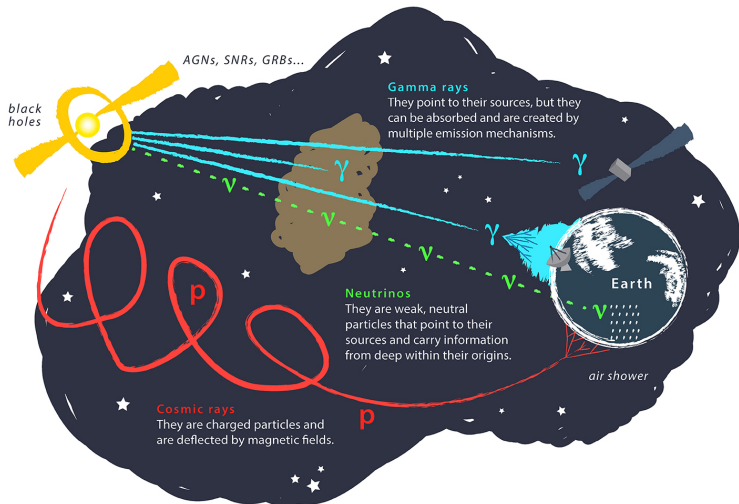 AGNs, SNRs, GRBs...
black
holes
Gamma rays
They point to their sources, but they
can be absorbed and are created by
multiple emission mechanisms.
γ
γ
γ
ν
ν
ν
ν
ν
Earth
Neutrinos
They are weak, neutral
particles that point to their
sources and carry information
from deep within their origins.
p
air shower
p
Cosmic rays
They are charged particles and
are deflected by magnetic fields.